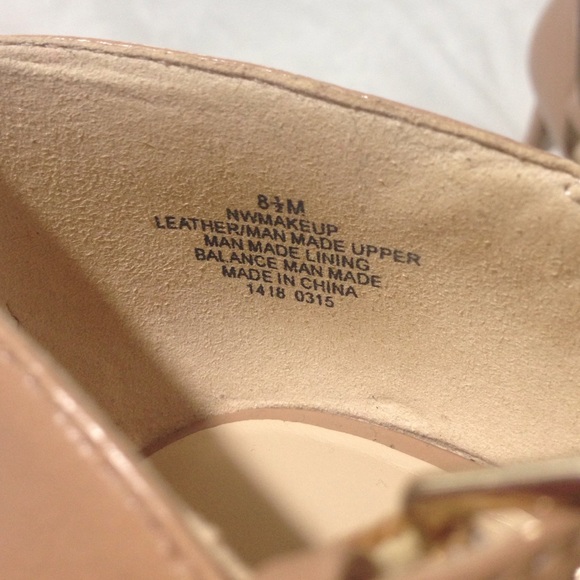 8½M
NWMAKEUP
LEATHER/MAN MADE UPPER
MAN MADE LINING
BALANCE MAN MADE
MADE IN CHINA
1418 0315